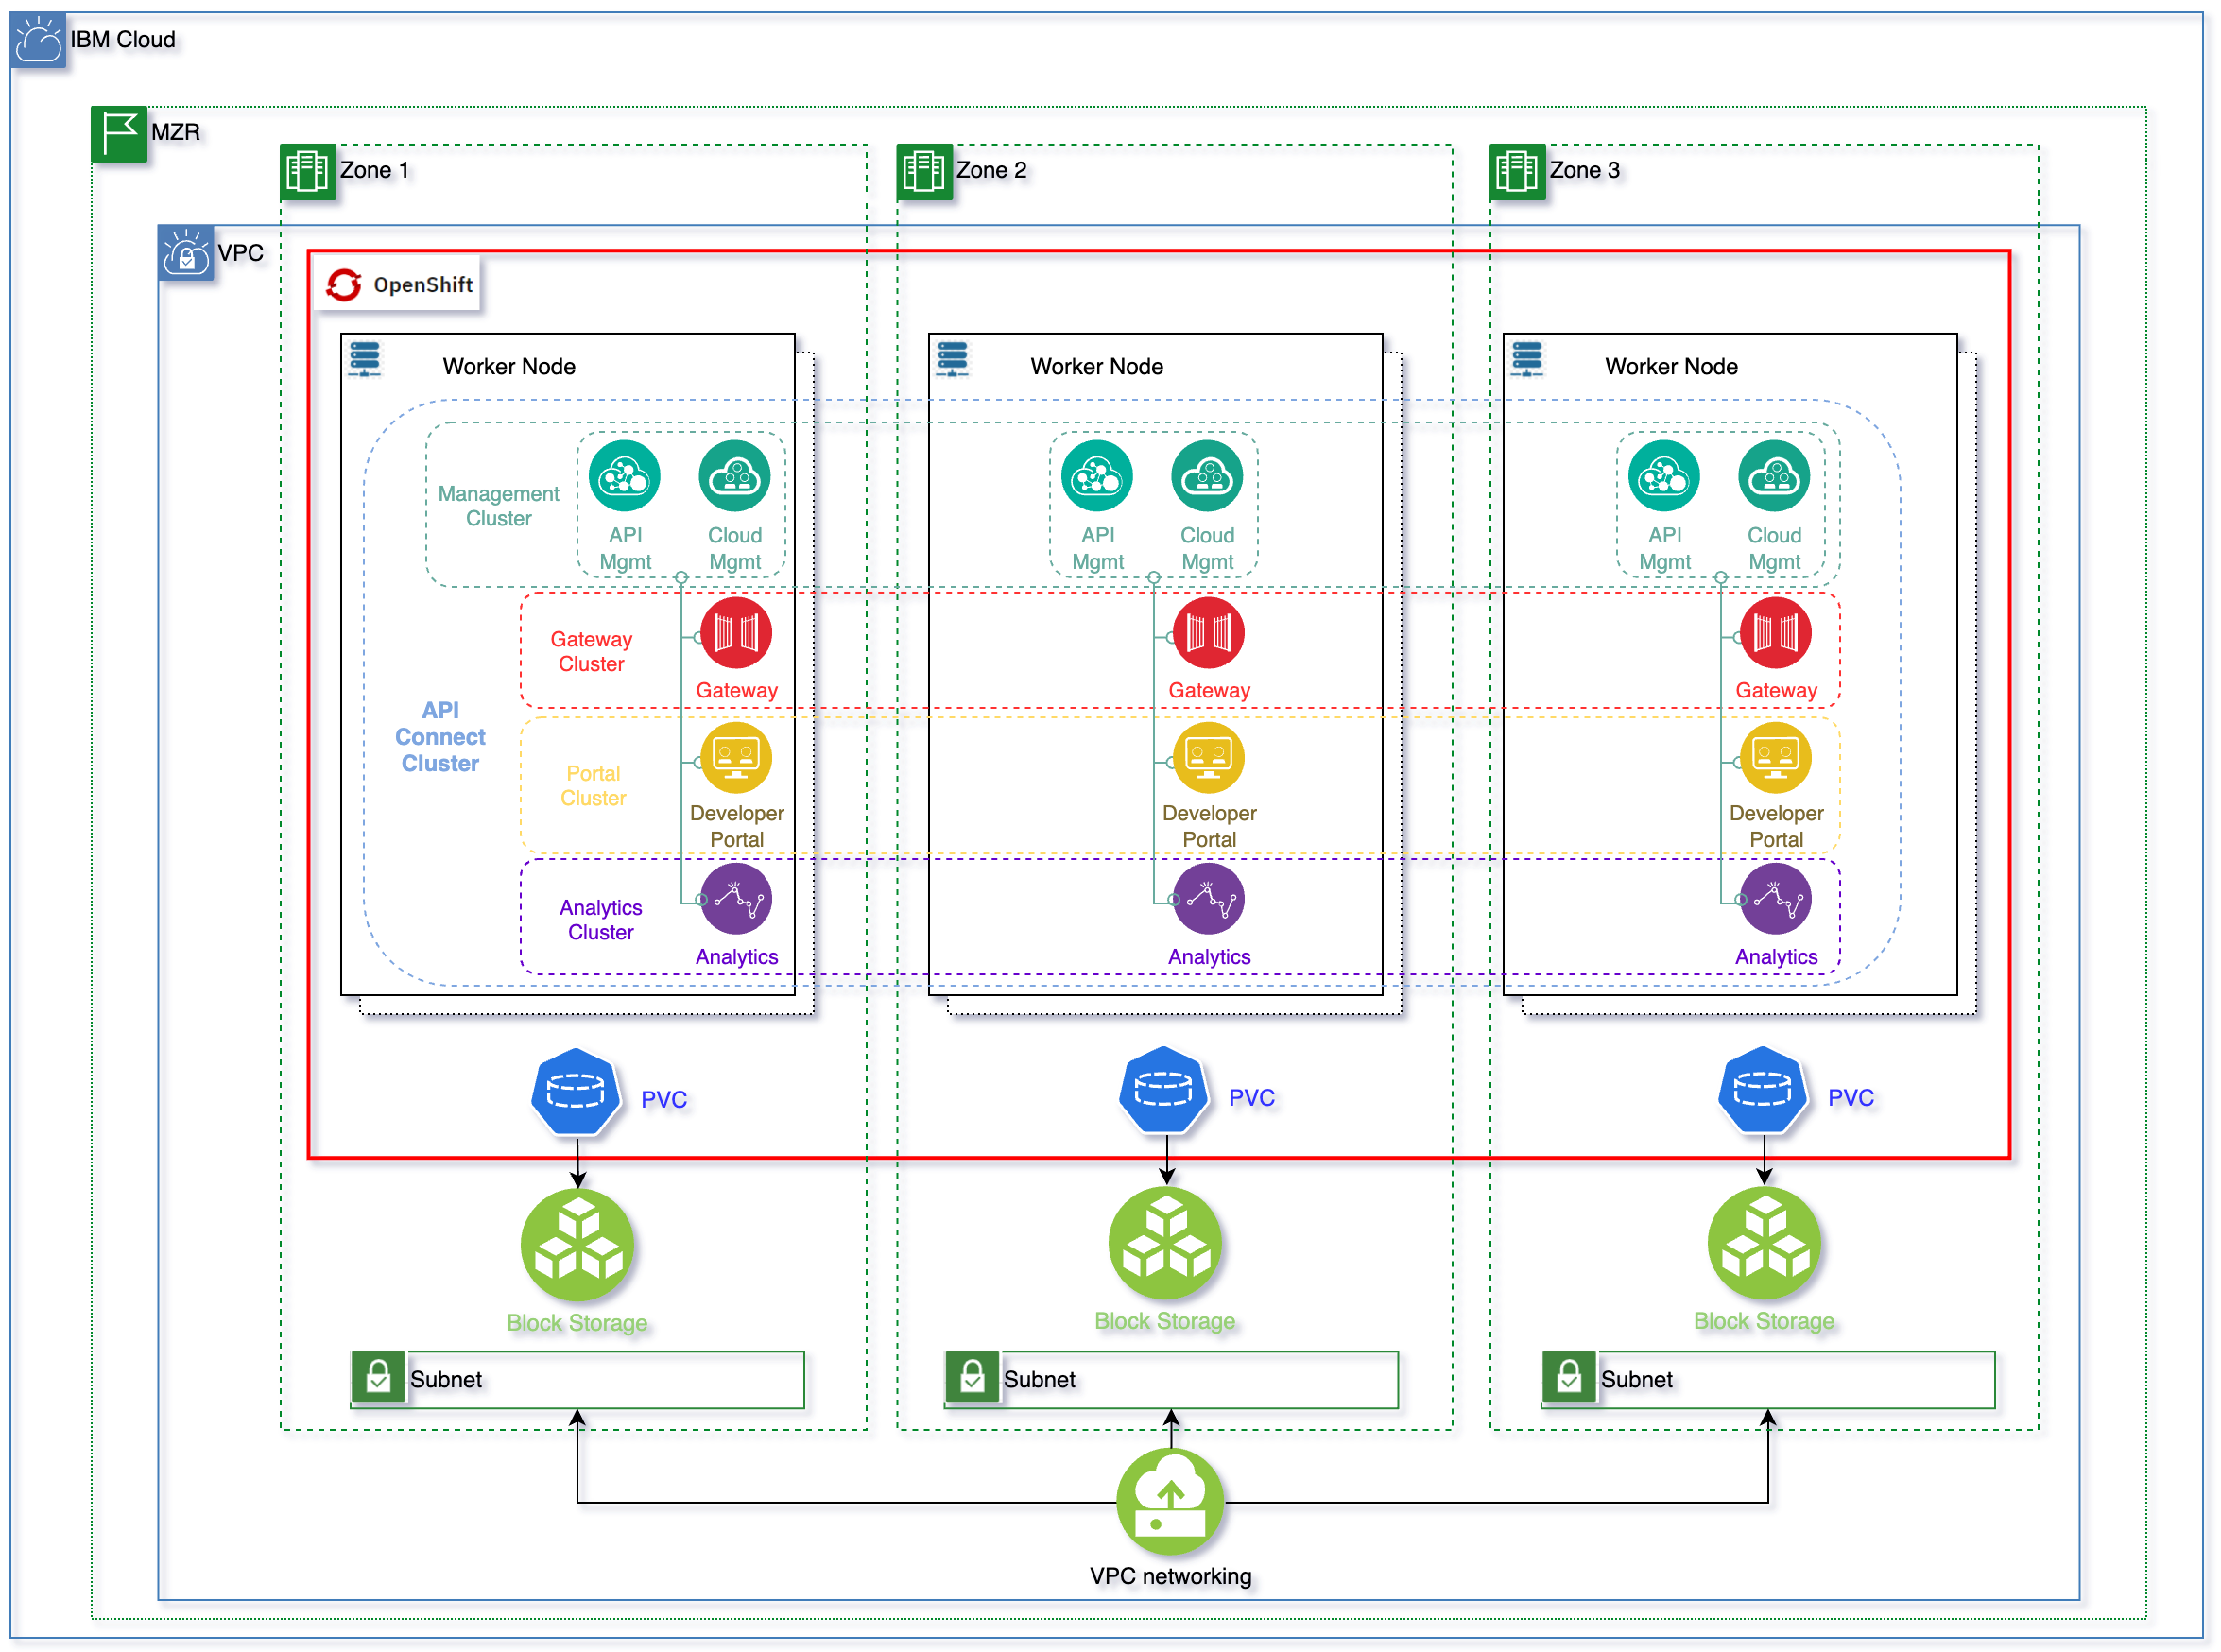 IBM Cloud
MZR
Zone 1
Zone 2
Zone 3
VPC
OpenShift
Worker Node
Worker Node
Worker Node
API
Connect
Cluster
Management
Cluster
API
Mgmt
Cloud
Mgmt
API
Mgmt
Cloud
Mgmt
API
Mgmt
Cloud
Mgmt
Gateway
Cluster
Gateway
Gateway
Gateway
Portal
Cluster
Developer
Portal
Developer
Portal
Developer
Portal
Analytics
Cluster
Analytics
Analytics
Analytics
PVC
PVC
PVC
Block Storage
Block Storage
Block Storage
Subnet
Subnet
Subnet
VPC networking